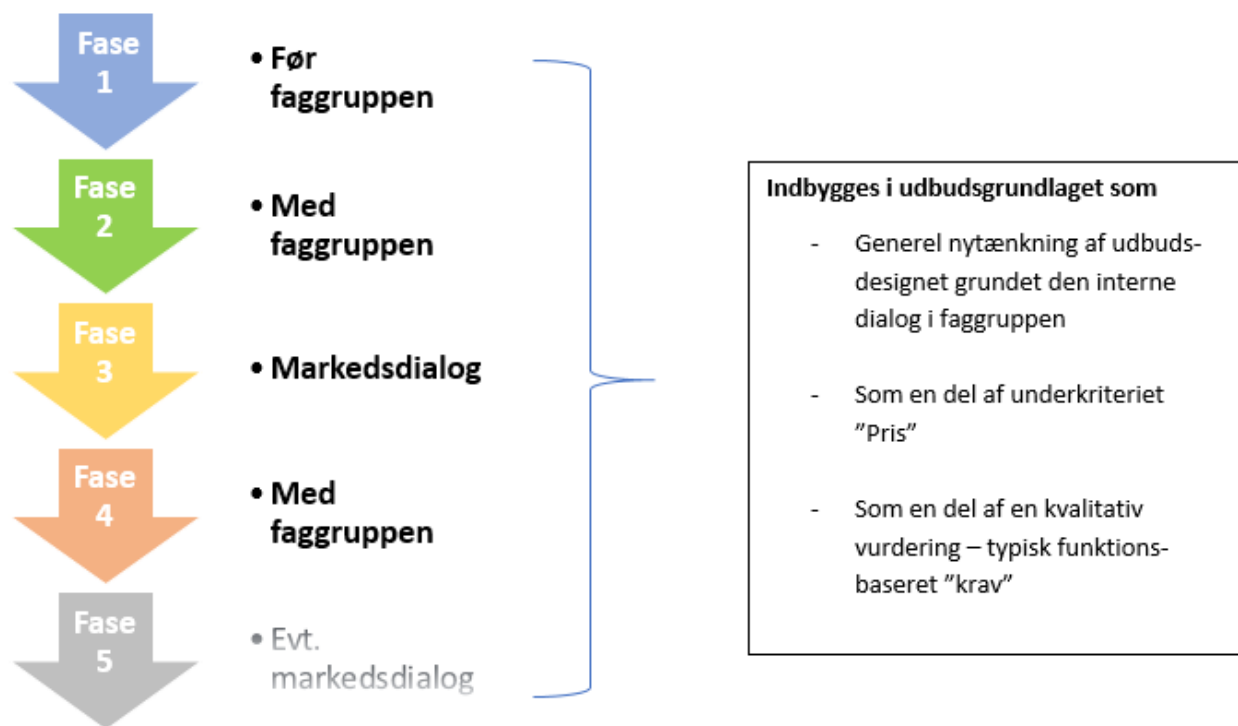 Fase
1
• Før
faggruppen
Fase
2
• Med
faggruppen
Fase
3
• Markedsdialog
Fase
4
• Med
faggruppen
Fase
5
• Evt.
markedsdialog
Indbygges i udbudsgrundlaget som
- Generel nytænkning af udbuds-
designet grundet den interne
dialog i faggruppen
- Som en del af underkriteriet
”Pris”
- Som en del af en kvalitativ
vurdering – typisk funktions-
baseret ”krav”